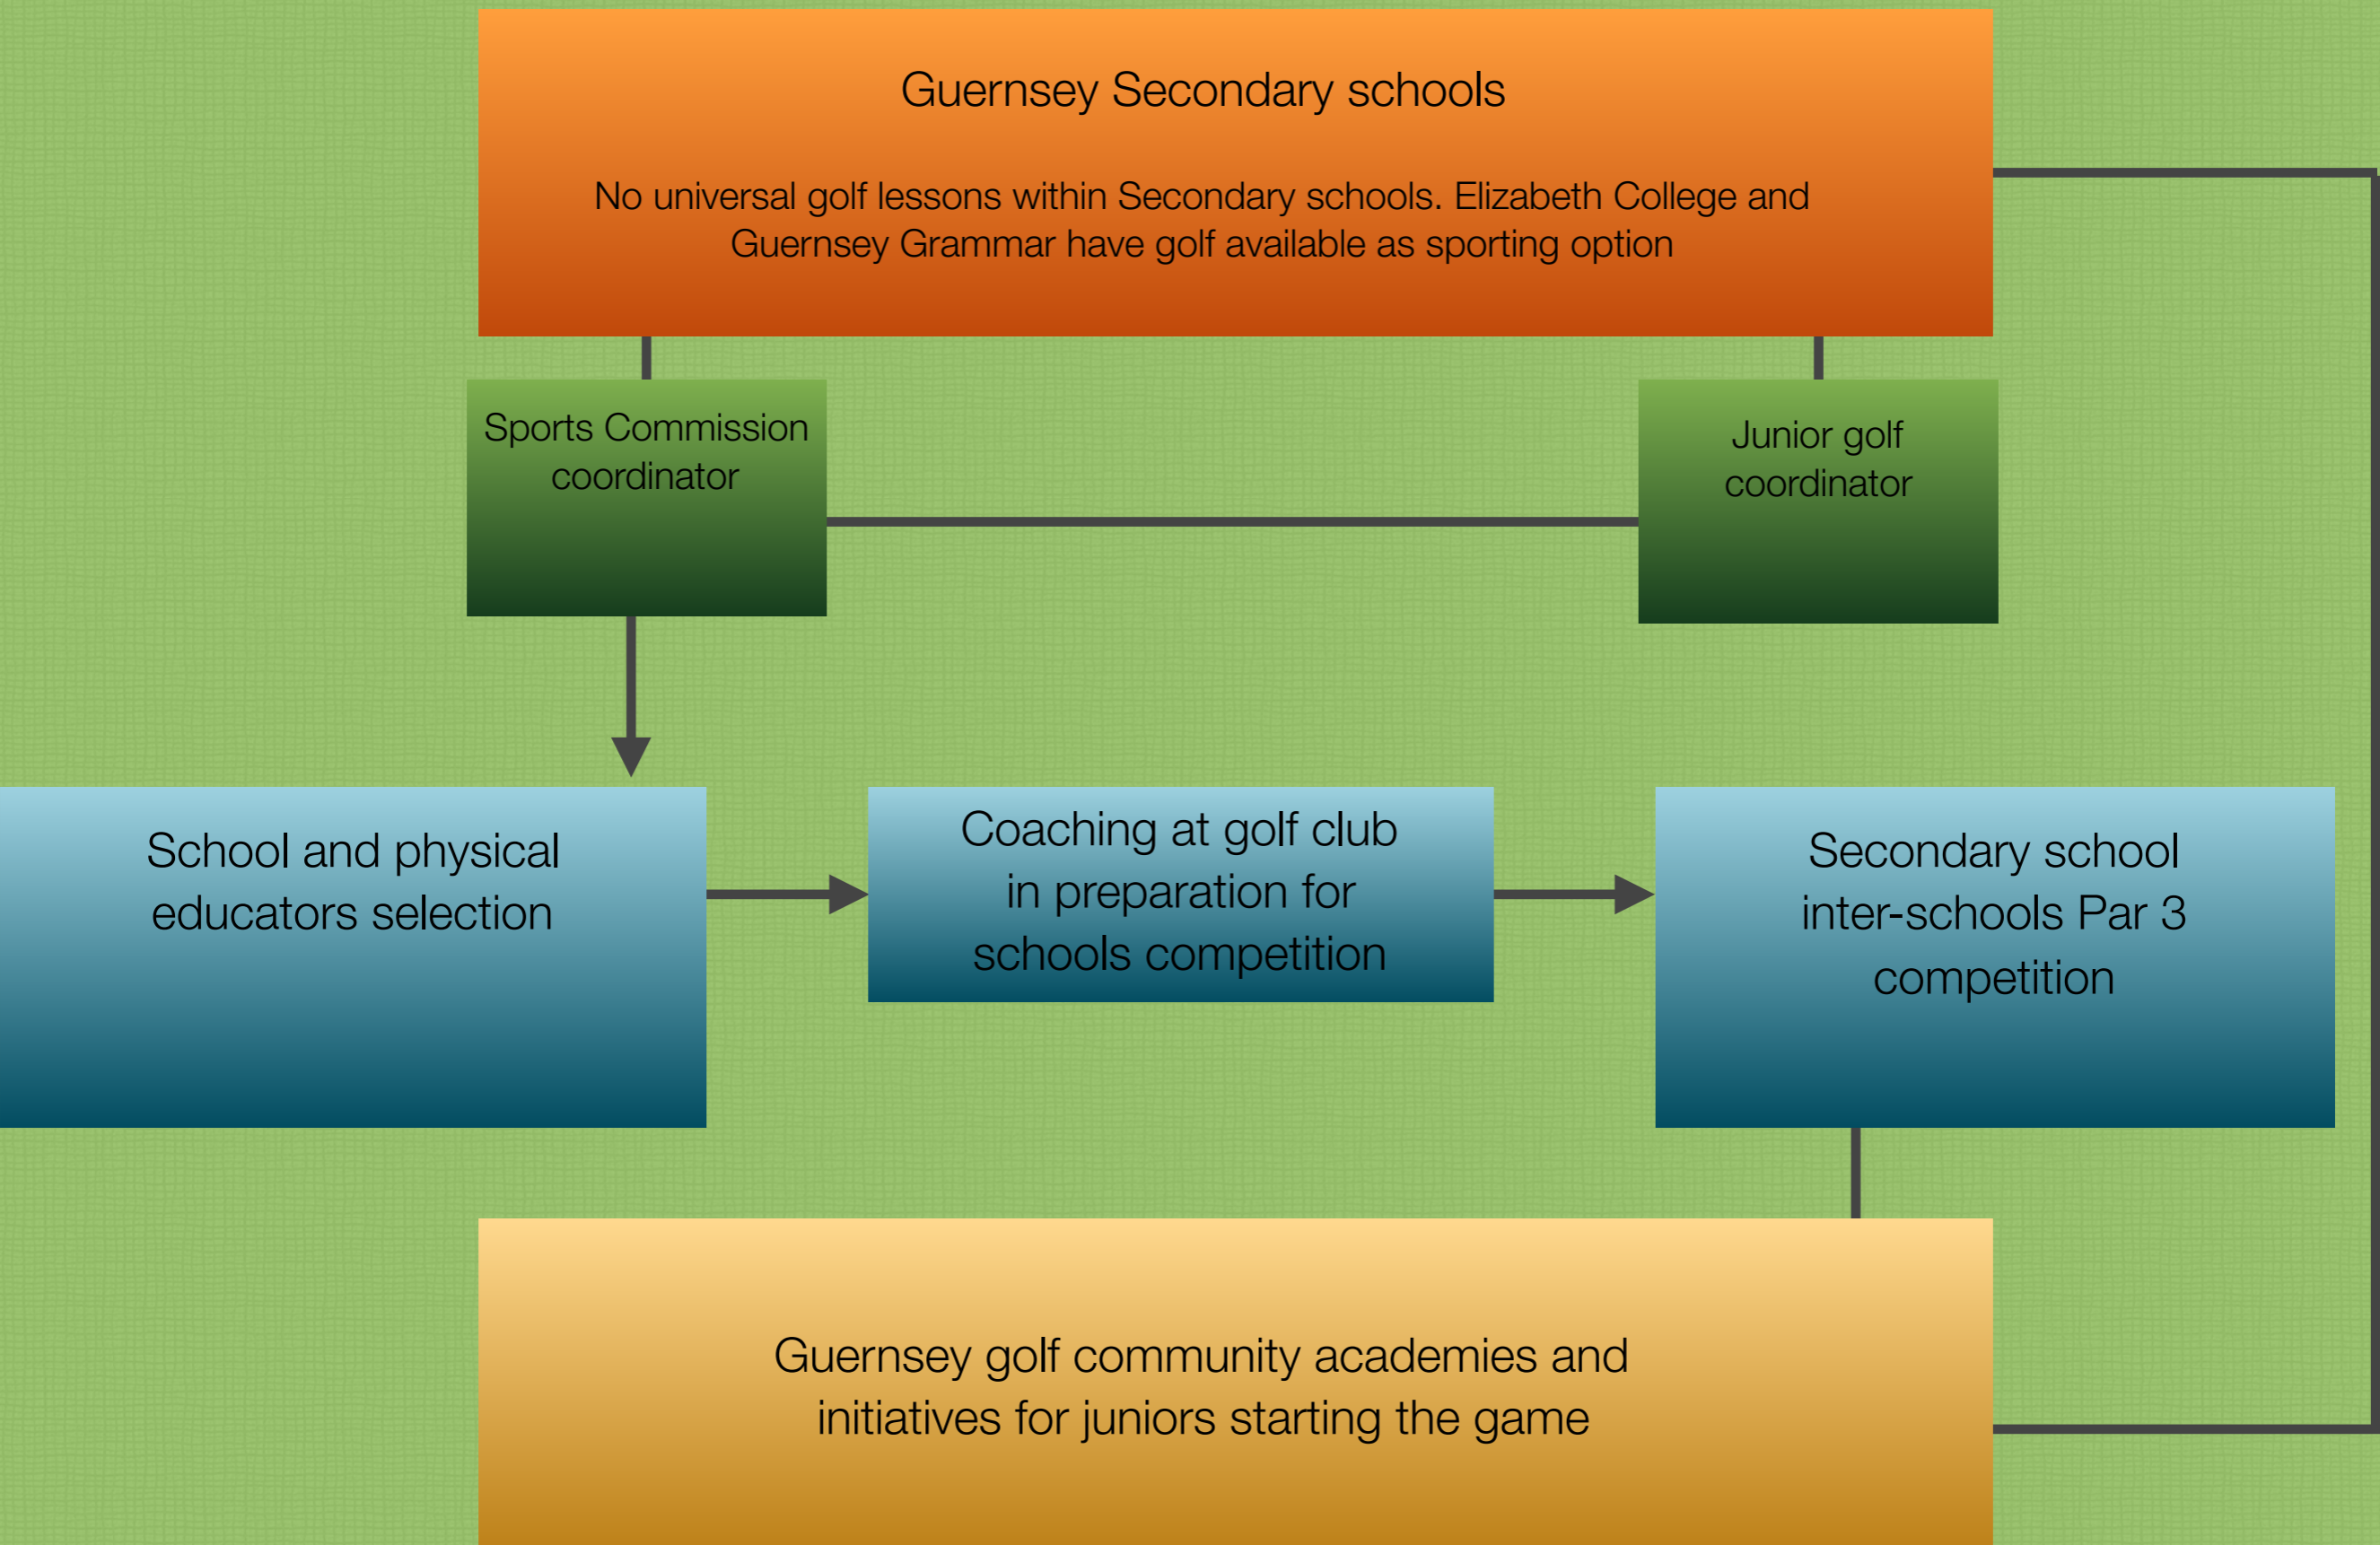 Guernsey Secondary schools
No universal golf lessons within Secondary schools. Elizabeth College and
Guernsey Grammar have golf available as sporting option
Sports Commission
coordinator
Junior golf
coordinator
School and physical
educators selection
Coaching at golf club
in preparation for
schools competition
Secondary school
inter-schools Par 3
competition
Guernsey golf community academies and
initiatives for juniors starting the game